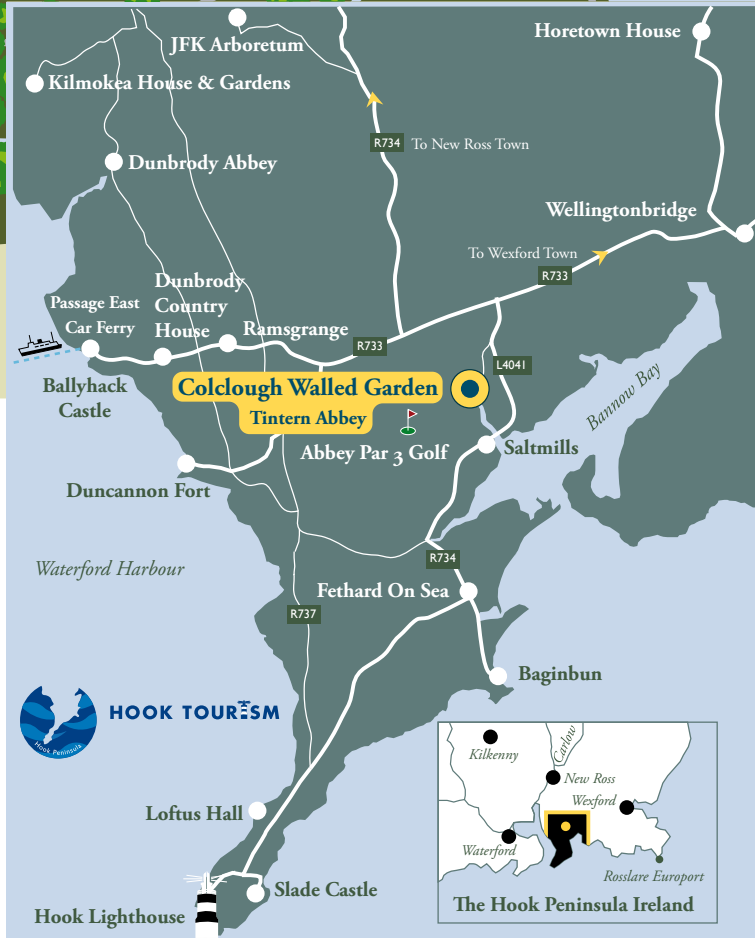 JFK Arboretum
Horetown House
Kilmokea House & Gardens
R734
To New Ross Town
Dunbrody Abbey
Wellingtonbridge
To Wexford Town
R733
Passage East
Car Ferry
Dunbrody
Country
House
Ramsgrange
R733
L4041
Bannow Bay
Ballyhack
Castle
Colclough Walled Garden
Tintern Abbey
Abbey Par 3 Golf
Saltmills
Duncannon Fort
Waterford Harbour
R734
Fethard On Sea
R737
Baginbun
Hook Peninsula
HOOK TOURISM
Loftus Hall
Slade Castle
Hook Lighthouse
Kilkenny
Carlow
New Ross
Wexford
Waterford
Rosslare Europort
The Hook Peninsula Ireland